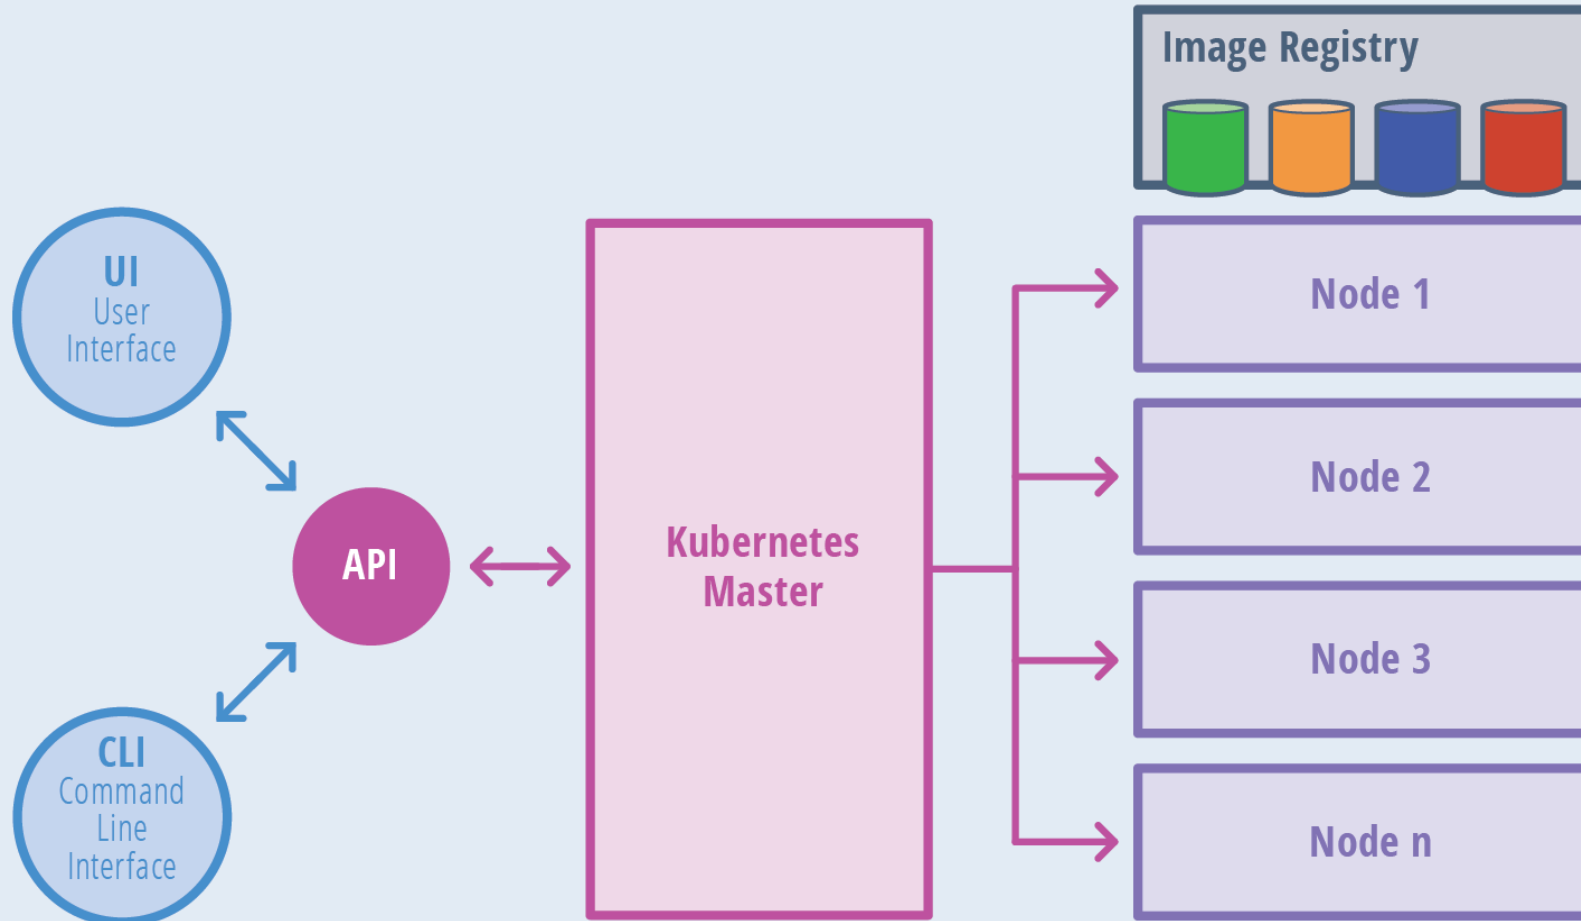 Image Registry
UI
User
Interface
API
CLI
Command
Line
Interface
Kubernetes
Master
Node 1
Node 2
Node 3
Node n